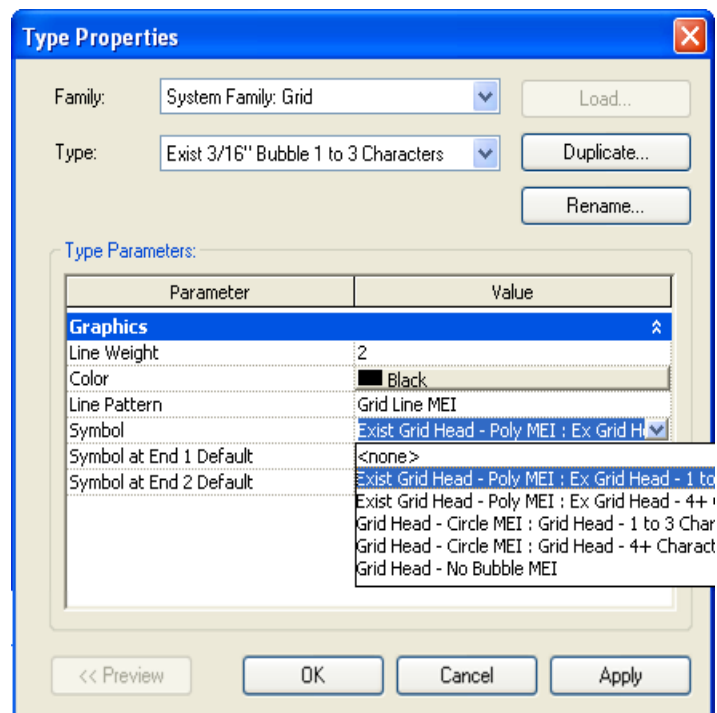 Type Properties
Family: System Family: Grid Load...
Type: Exist 3/16" Bubble 1 to 3 Characters Duplicate...
Rename...
Type Parameters:
Parameter Value
Graphics
Line Weight 2
Color Black
Line Pattern Grid Line MEI
Symbol Exist Grid Head - Poly MEI : Ex Grid
Symbol at End 1 Default <none>
Symbol at End 2 Default Exist Grid Head - Poly MEI : Ex Grid Head - 1 to
Exist Grid Head - Poly MEI : Ex Grid Head - 4+
Grid Head - Circle MEI : Grid Head - 1 to 3 Char
Grid Head - Circle MEI : Grid Head - 4+ Charact
Grid Head - No Bubble MEI
<< Preview OK Cancel Apply